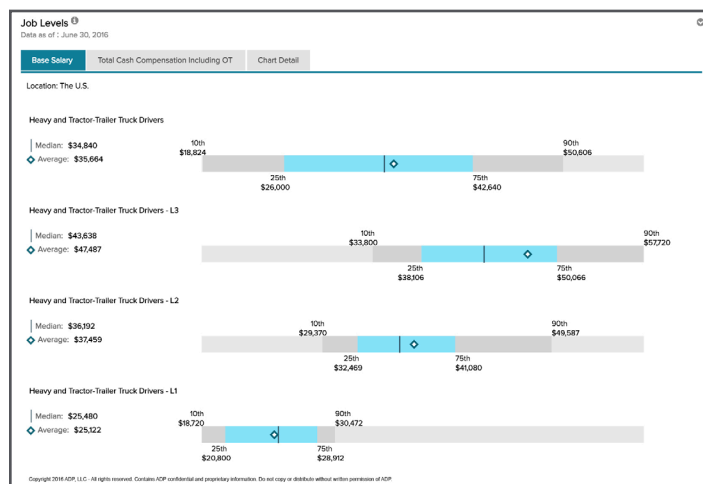 Job Levels
Data as of : June 30, 2016
Base Salary Total Cash Compensation Including OT Chart Detail
Location: The U.S.
Heavy and Tractor-Trailer Truck Drivers
Median: $34,840
Average: $35,664
10th
$18,824
90th
$50,606
25th
$26,000
75th
$42,640
Heavy and Tractor-Trailer Truck Drivers - L3
Median: $43,638
Average: $47,487
10th
$33,800
90th
$57,720
25th
$38,106
75th
$50,066
Heavy and Tractor-Trailer Truck Drivers - L2
Median: $36,192
Average: $37,459
10th
$29,370
90th
$49,587
25th
$32,469
75th
$41,080
Heavy and Tractor-Trailer Truck Drivers - L1
Median: $25,480
Average: $25,122
10th
$18,720
90th
$30,472
25th
$20,800
75th
$28,912
Copyright 2016 ADP, LLC - All rights reserved. Contains ADP confidential and proprietary information. Do not copy or distribute without written permission of ADP.